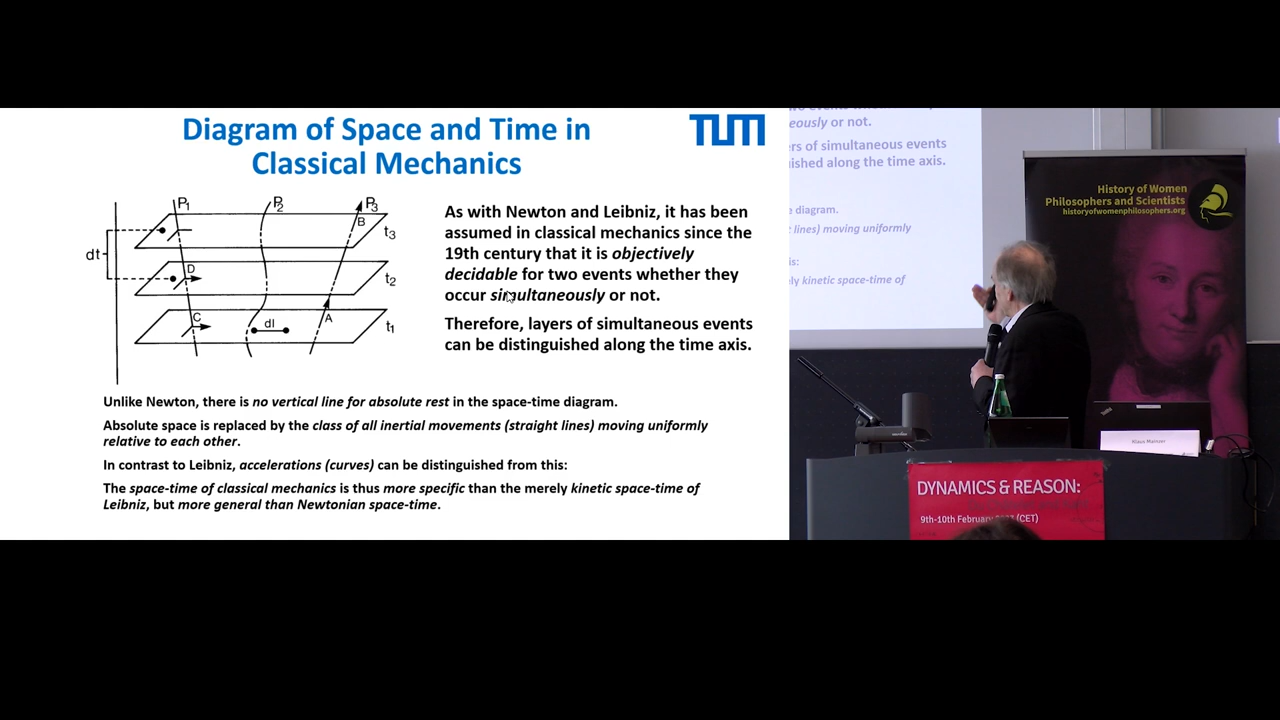 Diagram of Space and Time in
Classical Mechanics
TUM
P1
P2
P3
B
t3
dt
D
t2
C
dl
A
t1
As with Newton and Leibniz, it has been
assumed in classical mechanics since the
19th century that it is objectively
decidable for two events whether they
occur simultaneously or not.
Therefore, layers of simultaneous events
can be distinguished along the time axis.
Unlike Newton, there is no vertical line for absolute rest in the space-time diagram.
Absolute space is replaced by the class of all inertial movements (straight lines) moving uniformly
relative to each other.
In contrast to Leibniz, accelerations (curves) can be distinguished from this:
The space-time of classical mechanics is thus more specific than the merely kinetic space-time of
Leibniz, but more general than Newtonian space-time.
eously or not.
ers of simultaneous events
ished along the time axis.
e diagram.
t lines) moving uniformly
is:
ly kinetic space-time of
History of Women
Philosophers and Scientists
historyofwomenphilosophers.org
Klaus Mainzer
DYNAMICS & REASON:
9th-10th February (CET)